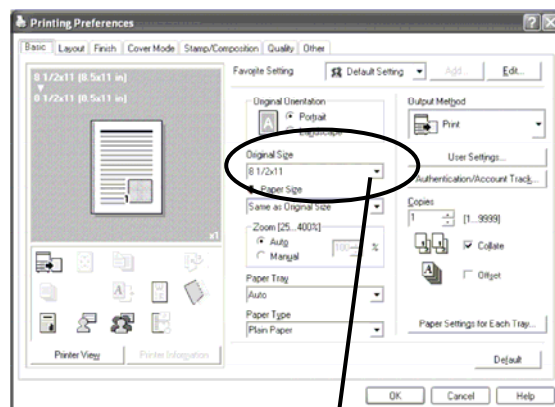 Printing Preferences
Basic Layout Finish Cover Mode Stamp/Composition Quality Other
8 1/2x11 (8.5x11 in)
8 1/2x11 (8.5x11 in)
1
x1
Printer View
Printer Information
Favorite Setting
Default Setting
Add...
Edit...
Original Orientation
A
Portrait
Landscape
Original Size
8 1/2x11
Paper Size
Same as Original Size
Zoom [25...400%]
Auto
Manual
100
%
Paper Tray
Auto
Paper Type
Plain Paper
Output Method
Print
User Settings...
Authentication/Account Track...
Copies
1
[1...9999]
Collate
Offset
Paper Settings for Each Tray...
Default
OK
Cancel
Help